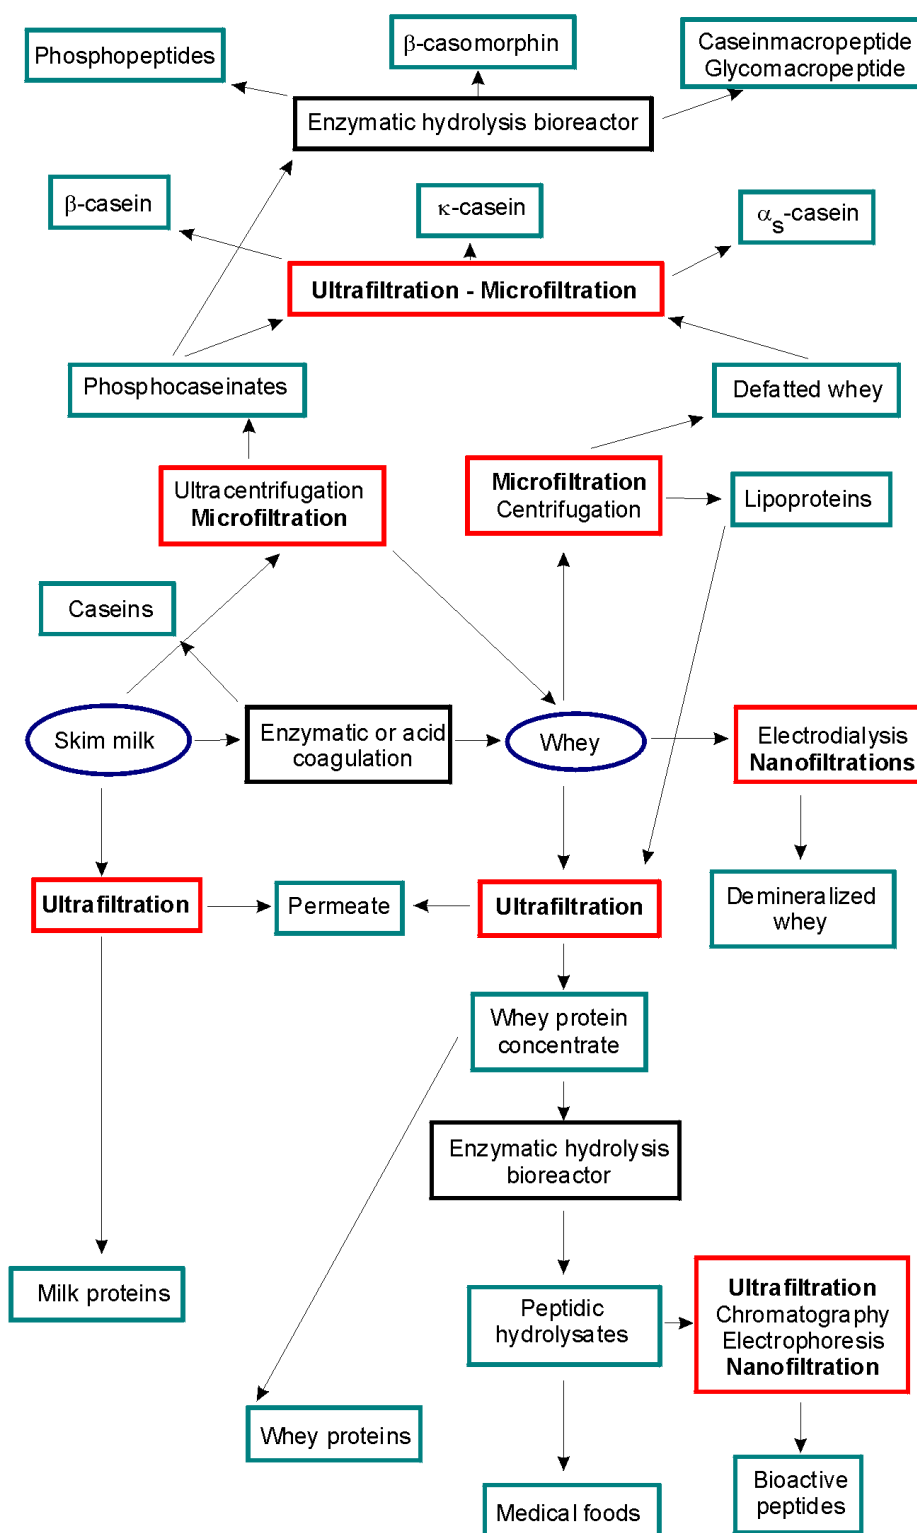 Phosphopeptides
β-casomorphin
Caseinmacropeptide
Glycomacropeptide
Enzymatic hydrolysis bioreactor
β-casein
κ-casein
αs-casein
Ultrafiltration - Microfiltration
Phosphocaseinates
Defatted whey
Ultracentrifugation
Microfiltration
Microfiltration
Centrifugation
Lipoproteins
Caseins
Skim milk
Enzymatic or acid
coagulation
Whey
Electrodialysis
Nanofiltrations
Ultrafiltration
Permeate
Ultrafiltration
Demineralized
whey
Whey protein
concentrate
Enzymatic hydrolysis
bioreactor
Milk proteins
Peptidic
hydrolysates
Ultrafiltration
Chromatography
Electrophoresis
Nanofiltration
Whey proteins
Medical foods
Bioactive
peptides